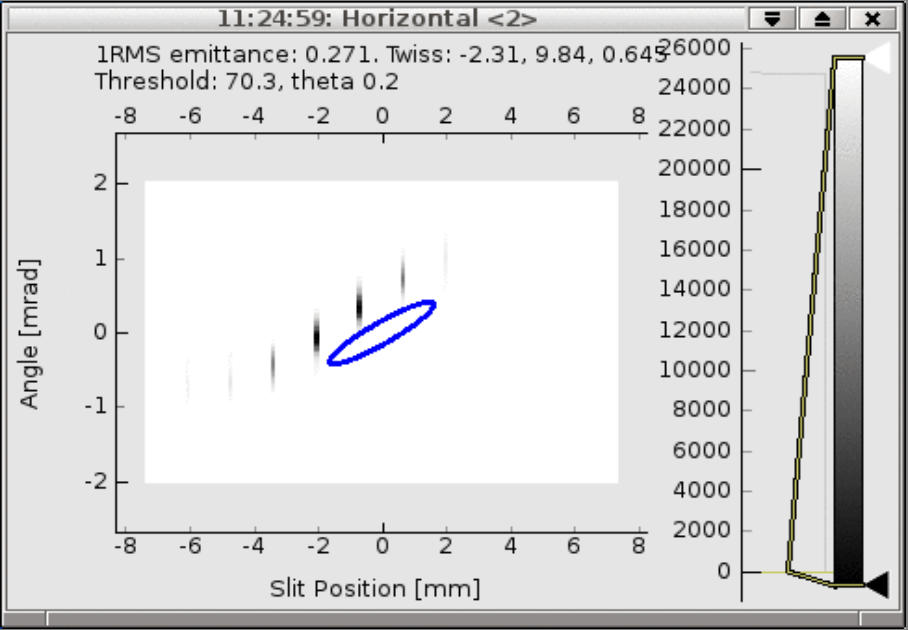 11:24:59: Horizontal <2>
1RMS emittance: 0.271. Twiss: -2.31, 9.84, 0.645
Threshold: 70.3, theta 0.2
-8 -6 -4 -2 0 2 4 6 8
2
1
0
-1
-2
Angle [mrad]
-8 -6 -4 -2 0 2 4 6 8
Slit Position [mm]
26000
24000
22000
20000
18000
16000
14000
12000
10000
8000
6000
4000
2000
0